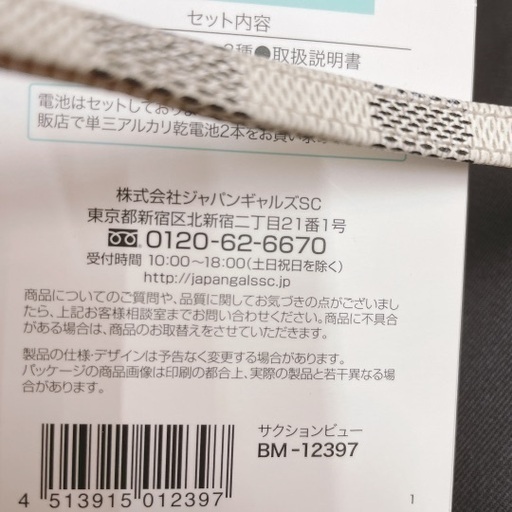 セット内容
2種●取扱説明書
電池はセットしており
販店で単三アルカリ乾電池2本をお買い求め
株式会社ジャパンギャルズSC
東京都新宿区北新宿二丁目21番1号
0120-62-6670
受付時間 10:00〜18:00(土日祝日を除く)
http://japangalssc.jp/
商品についてのご質問や、品質に関してお気づきの点がございまし
たら、上記お客様相談室までお問い合わせください。商品に不具合
がある場合は、商品のお取替えをさせていただきます。
製品の仕様・デザインは予告なく変更する場合があります。
パッケージの商品画像は印刷の都合上、実際の製品と若干異なる場
合があります。
サクションビュー
BM-12397
4 513915 012397
1